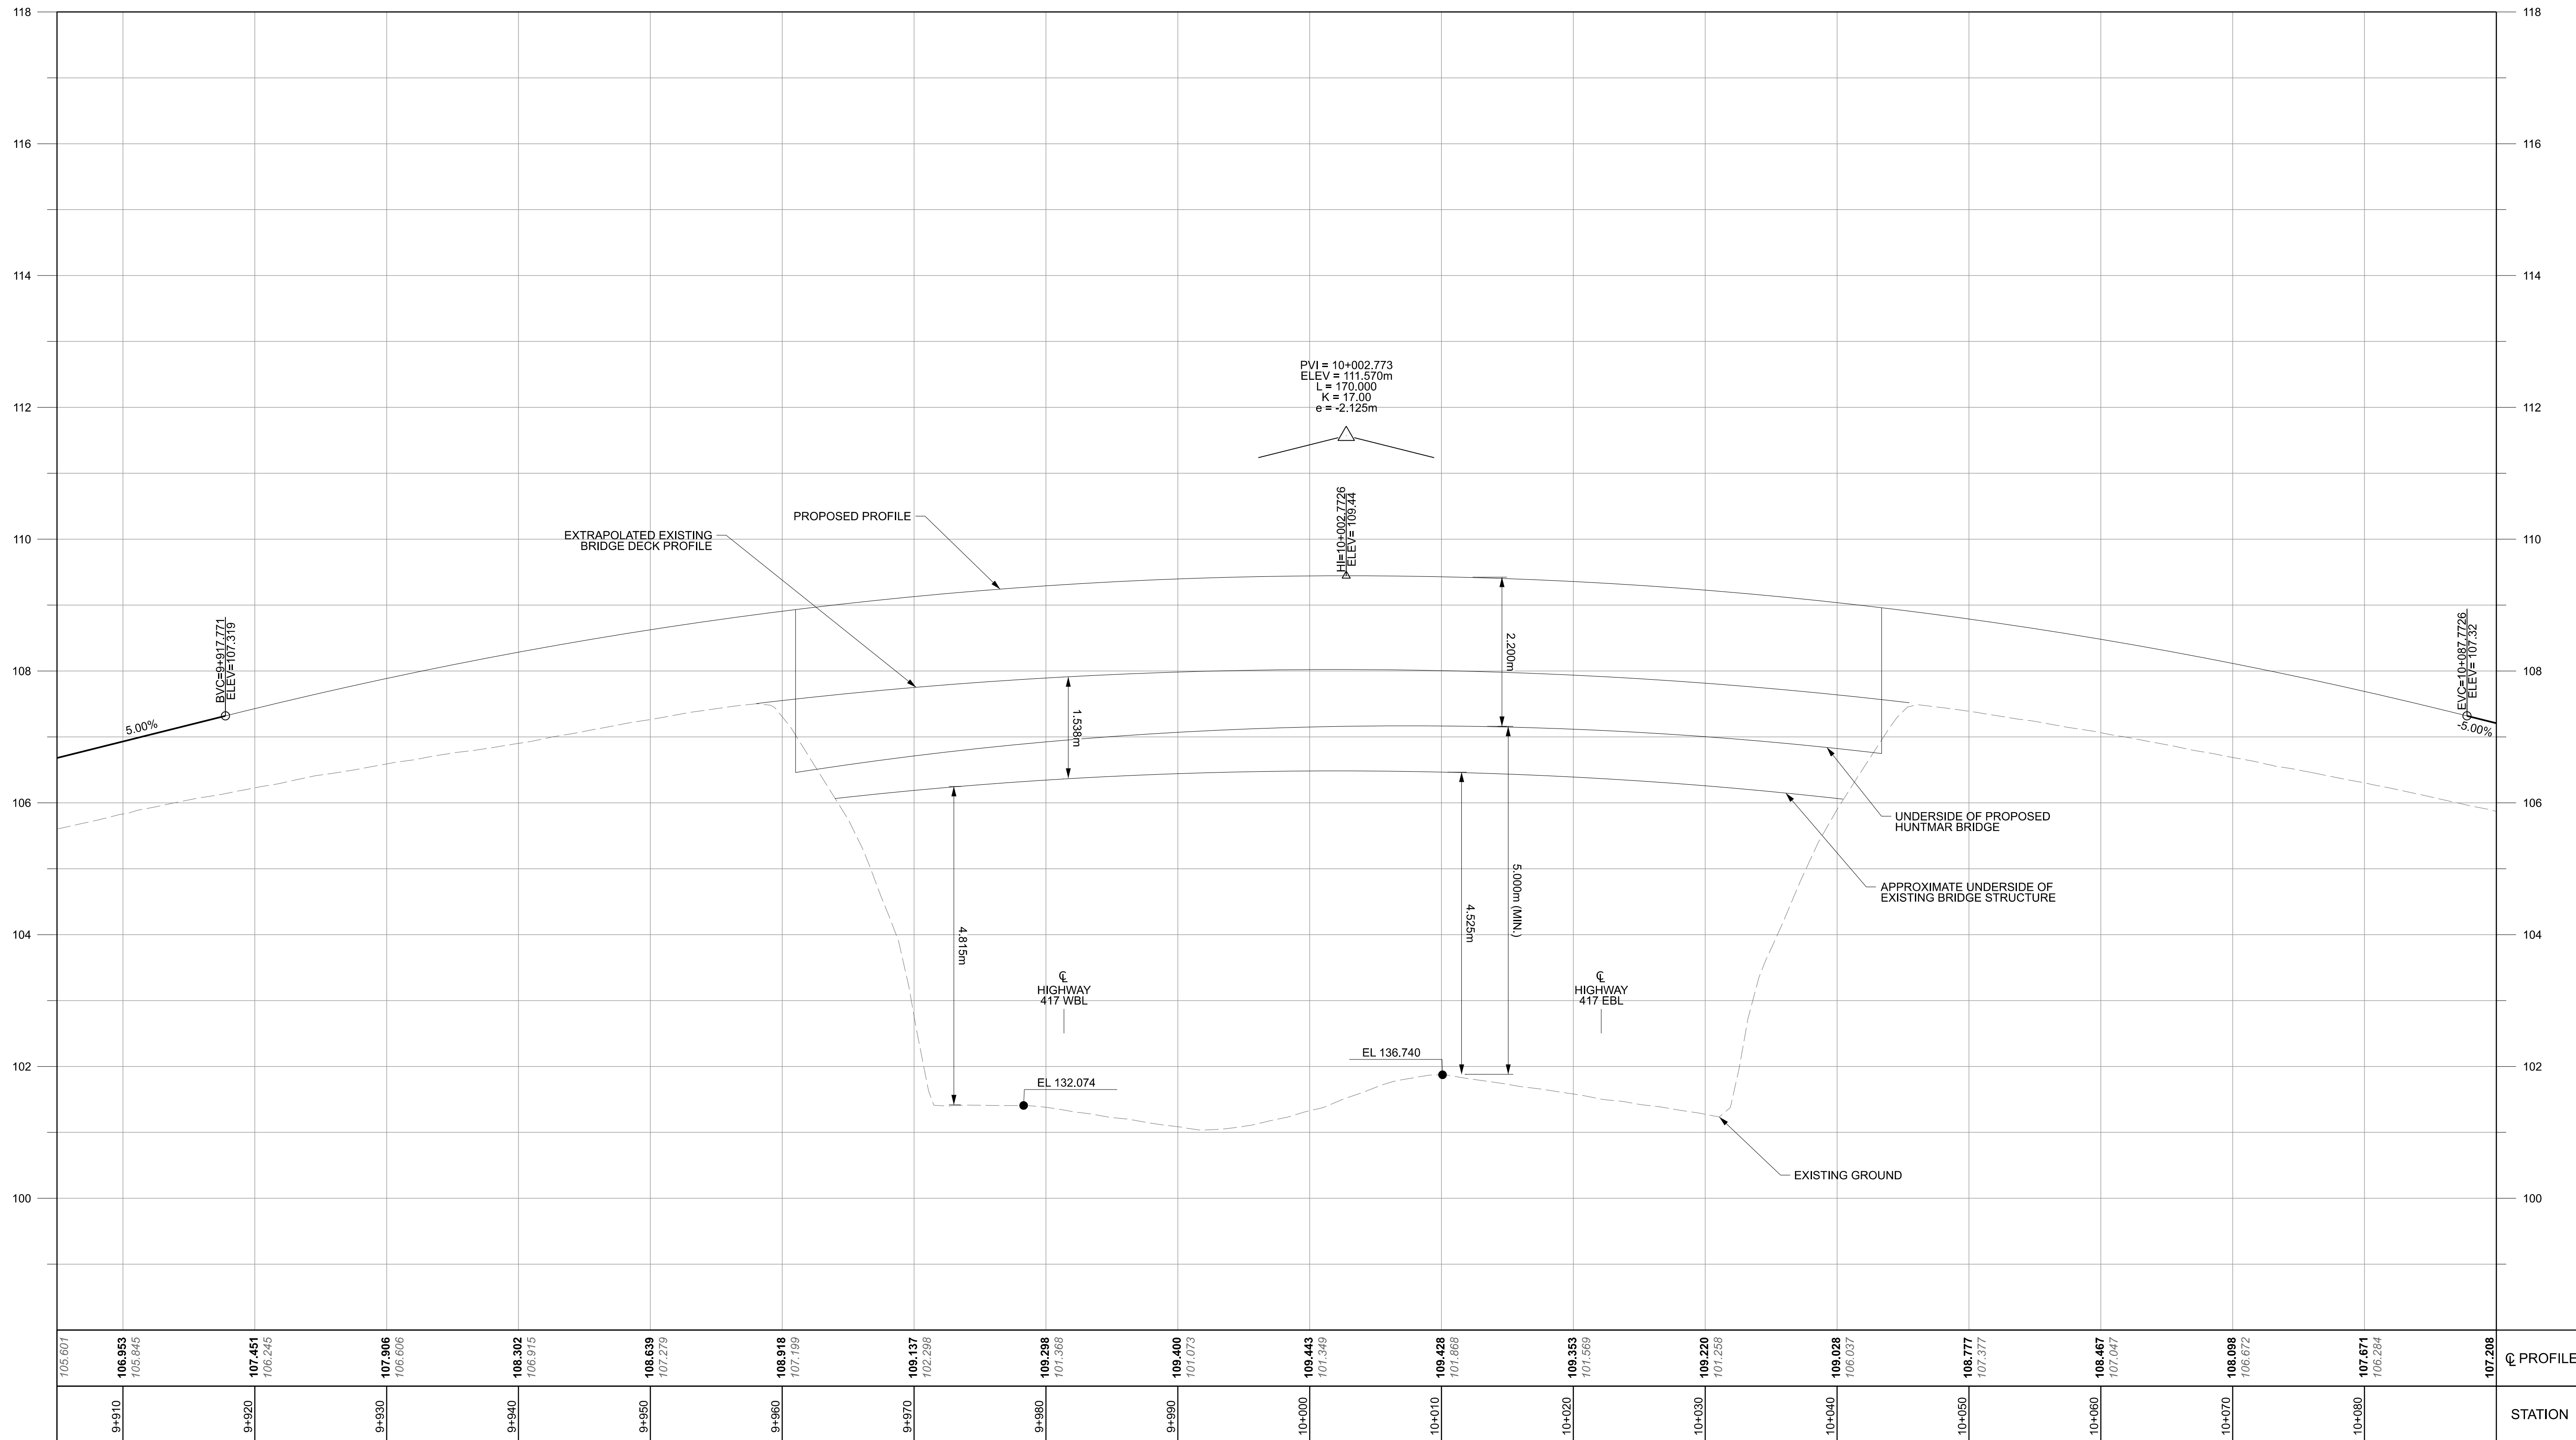 118
118
116
116
114
114
PVI = 10+002.773
ELEV = 111.570m
L = 170.000
K = 17.00
e = -2.125m
112
112
HI=10+002.7726
ELEV= 109.44
PROPOSED PROFILE
EXTRAPOLATED EXISTING
BRIDGE DECK PROFILE
110
110
BVC=9+917.771
ELEV=107.319
EVC=10+087.7726
ELEV= 107.32
2.200m
108
108
5.00%
-5.00%
1.538m
106
106
UNDERSIDE OF PROPOSED
HUNTMAR BRIDGE
APPROXIMATE UNDERSIDE OF
EXISTING BRIDGE STRUCTURE
5.000m (MIN.)
4.525m
4.815m
104
104
℄
HIGHWAY
417 WBL
℄
HIGHWAY
417 EBL
102
102
EL 136.740
EL 132.074
EXISTING GROUND
100
100
105.601
106.953
105.845
107.451
106.245
107.906
106.606
108.302
106.915
108.639
107.279
108.918
107.199
109.137
102.298
109.298
101.368
109.400
101.073
109.443
101.349
109.428
101.868
109.353
101.569
109.220
101.258
109.028
106.037
108.777
107.377
108.467
107.047
108.098
106.672
107.671
106.284
107.208
℄ PROFILE
9+910
9+920
9+930
9+940
9+950
9+960
9+970
9+980
9+990
10+000
10+010
10+020
10+030
10+040
10+050
10+060
10+070
10+080
STATION